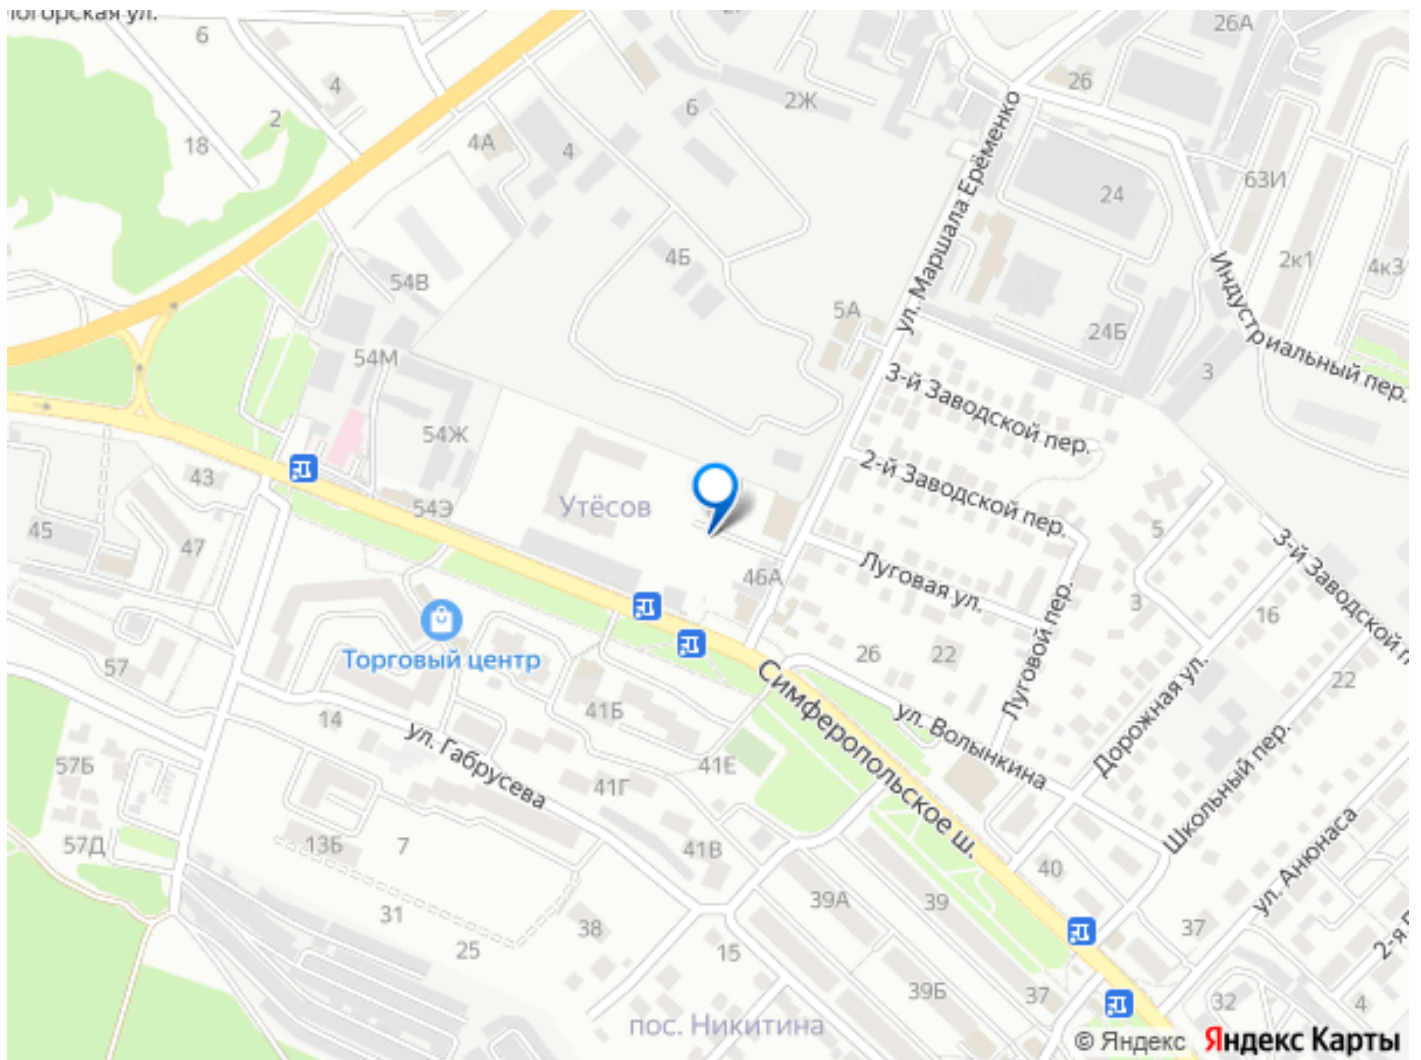 6
4
2
18
4А
4
6
2Ж
26А
26
24
63И
2к1
4к3
ул. Маршала Ерёменко
4Б
54В
5А
24Б
3
Индустриальный пер.
54М
3-й Заводской пер.
54Ж
2-й Заводской пер.
43
54Э
Утёсов
45
47
5
3-й Заводской
46А
Луговая ул.
3
16
Луговой пер.
Торговый центр
57
26
22
Симферопольское ш.
Дорожная ул.
22
14
41Б
ул. Волынкина
ул. Габрусева
57Б
41Е
41Г
Школьный пер.
57Д
13Б
7
41В
40
ул. Анюнаса
39А
39
31
25
38
15
37
39Б
37
32
4
2-я
пос. Никитина
© Яндекс Яндекс Карты